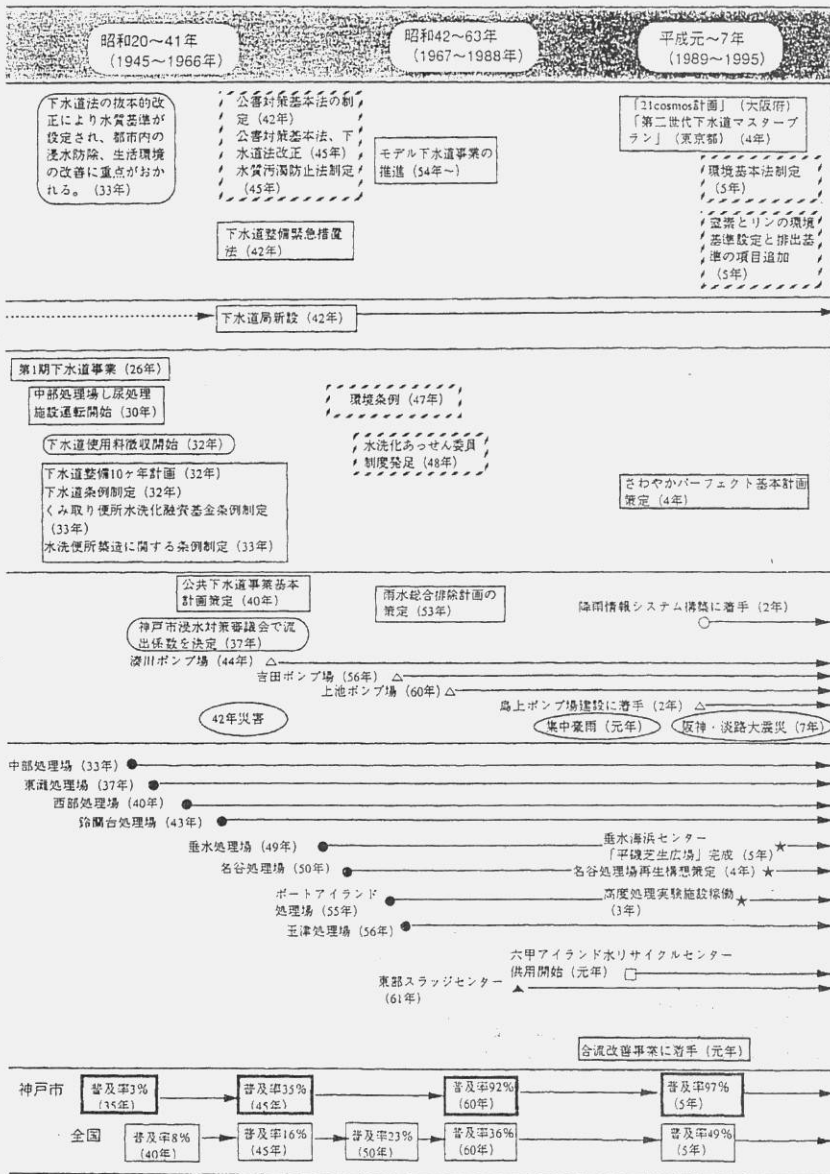 昭和20～41年
(1945～1966年)
昭和42～63年
(1967～1988年)
平成元～7年
(1989～1995)
下水道法の抜本的改
正により水質基準が
設定され、都市内の
浸水防除、生活環境
の改善に重点がおか
れる。(33年)
公害対策基本法の制
定(42年)
公害対策基本法、下
水道法改正(45年)
水質汚濁防止法制定
(45年)
下水道整備緊急措置
法(42年)
モデル下水道事業の
推進(54年～)
「21cosmos計画」(大阪府)
「第二世代下水道マスタープ
ラン」(東京都)(4年)
環境基本法制定
(5年)
窒素とリンの環境
基準設定と排出基
準の項目追加
(5年)
下水道局新設(42年)
第1期下水道事業(26年)
中部処理場し尿処理
施設運転開始(30年)
下水道使用料徴収開始(32年)
下水道整備10ヶ年計画(32年)
下水道条例制定(32年)
くみ取り便所水洗化融資基金条例制定
(33年)
水洗便所築造に関する条例制定(33年)
環境条例(47年)
水洗化あっせん委員
制度発足(48年)
さわやかパーフェクト基本計画
策定(4年)
公共下水道事業基本
計画策定(40年)
雨水総合排除計画の
策定(53年)
降雨情報システム構築に着手(2年)
神戸市浸水対策審議会で流
出係数を決定(37年)
湊川ポンプ場(44年)
吉田ポンプ場(56年)
上池ポンプ場(60年)
島上ポンプ場建設に着手(2年)
42年災害
集中豪雨(元年)
阪神・淡路大震災(7年)
中部処理場(33年)
東灘処理場(37年)
西部処理場(40年)
鈴蘭台処理場(43年)
垂水処理場(49年)
垂水海浜センター
「平磯芝生広場」完成(5年)
名谷処理場(50年)
名谷処理場再生構想策定(4年)
ポートアイランド
処理場(55年)
高度処理実験施設稼働
(3年)
玉津処理場(56年)
六甲アイランド水リサイクルセンター
供用開始(元年)
東部スラッジセンター
(61年)
合流改善事業に着手(元年)
神戸市
普及率3%
(35年)
普及率35%
(45年)
普及率92%
(60年)
普及率97%
(5年)
全国
普及率8%
(40年)
普及率16%
(45年)
普及率23%
(50年)
普及率36%
(60年)
普及率49%
(5年)